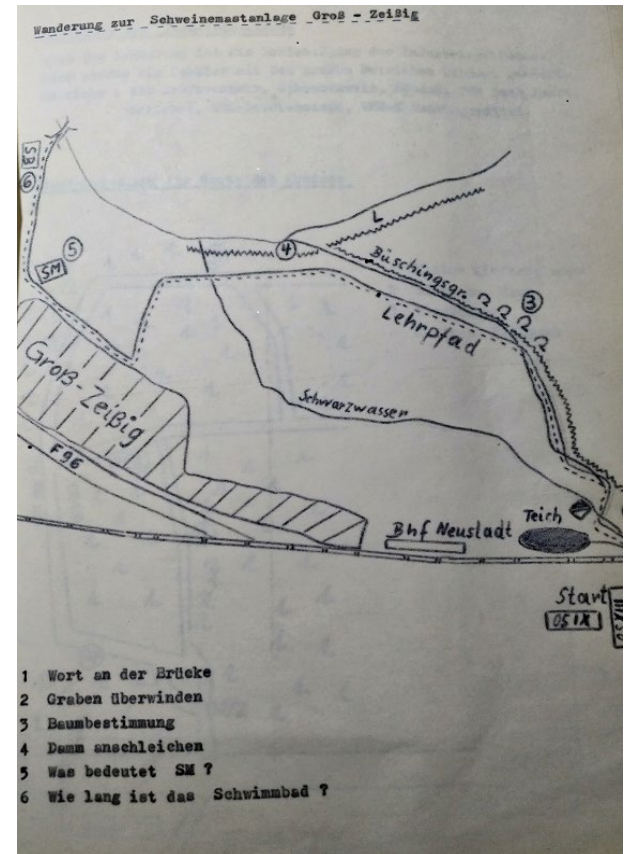 Wanderung zur Schweinemastanlage Groß - Zeißig
SB
6
5
SM
4
L
Büschingsgr.
3
Lehrpfad
Groß-Zeißig
Schwarzwasser
F96
Teich
Bhf Neustadt
Start
OS IX
1 Wort an der Brücke
2 Graben überwinden
3 Baumbestimmung
4 Damm anschleichen
5 Was bedeutet SM ?
6 Wie lang ist das Schwimmbad ?